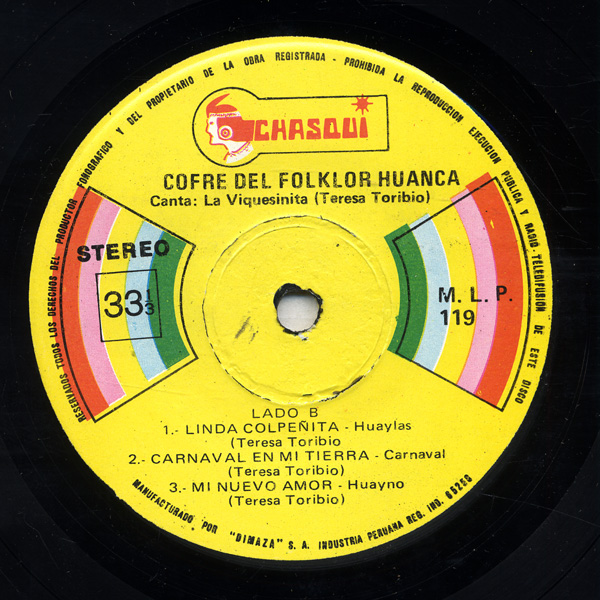 RESERVADOS TODOS LOS DERECHOS DEL PRODUCTOR FONOGRAFICO Y DEL PROPIETARIO DE LA OBRA REGISTRADA - PROHIBIDA LA REPRODUCCION EJECUCION PUBLICA Y RADIO-TELEDIFUSION DE ESTE DISCO
CHASQUI
COFRE DEL FOLKLOR HUANCA
Canta: La Viquesinita (Teresa Toribio)
STEREO
33 1/3
M. L. P.
119
LADO B
1.- LINDA COLPEÑITA - Huaylas
(Teresa Toribio
2.- CARNAVAL EN MI TIERRA - Carnaval
(Teresa Toribio)
3.- MI NUEVO AMOR - Huayno
(Teresa Toribio)
MANUFACTURADO POR "DIMAZA" S. A. INDUSTRIA PERUANA REG. IND. 65256